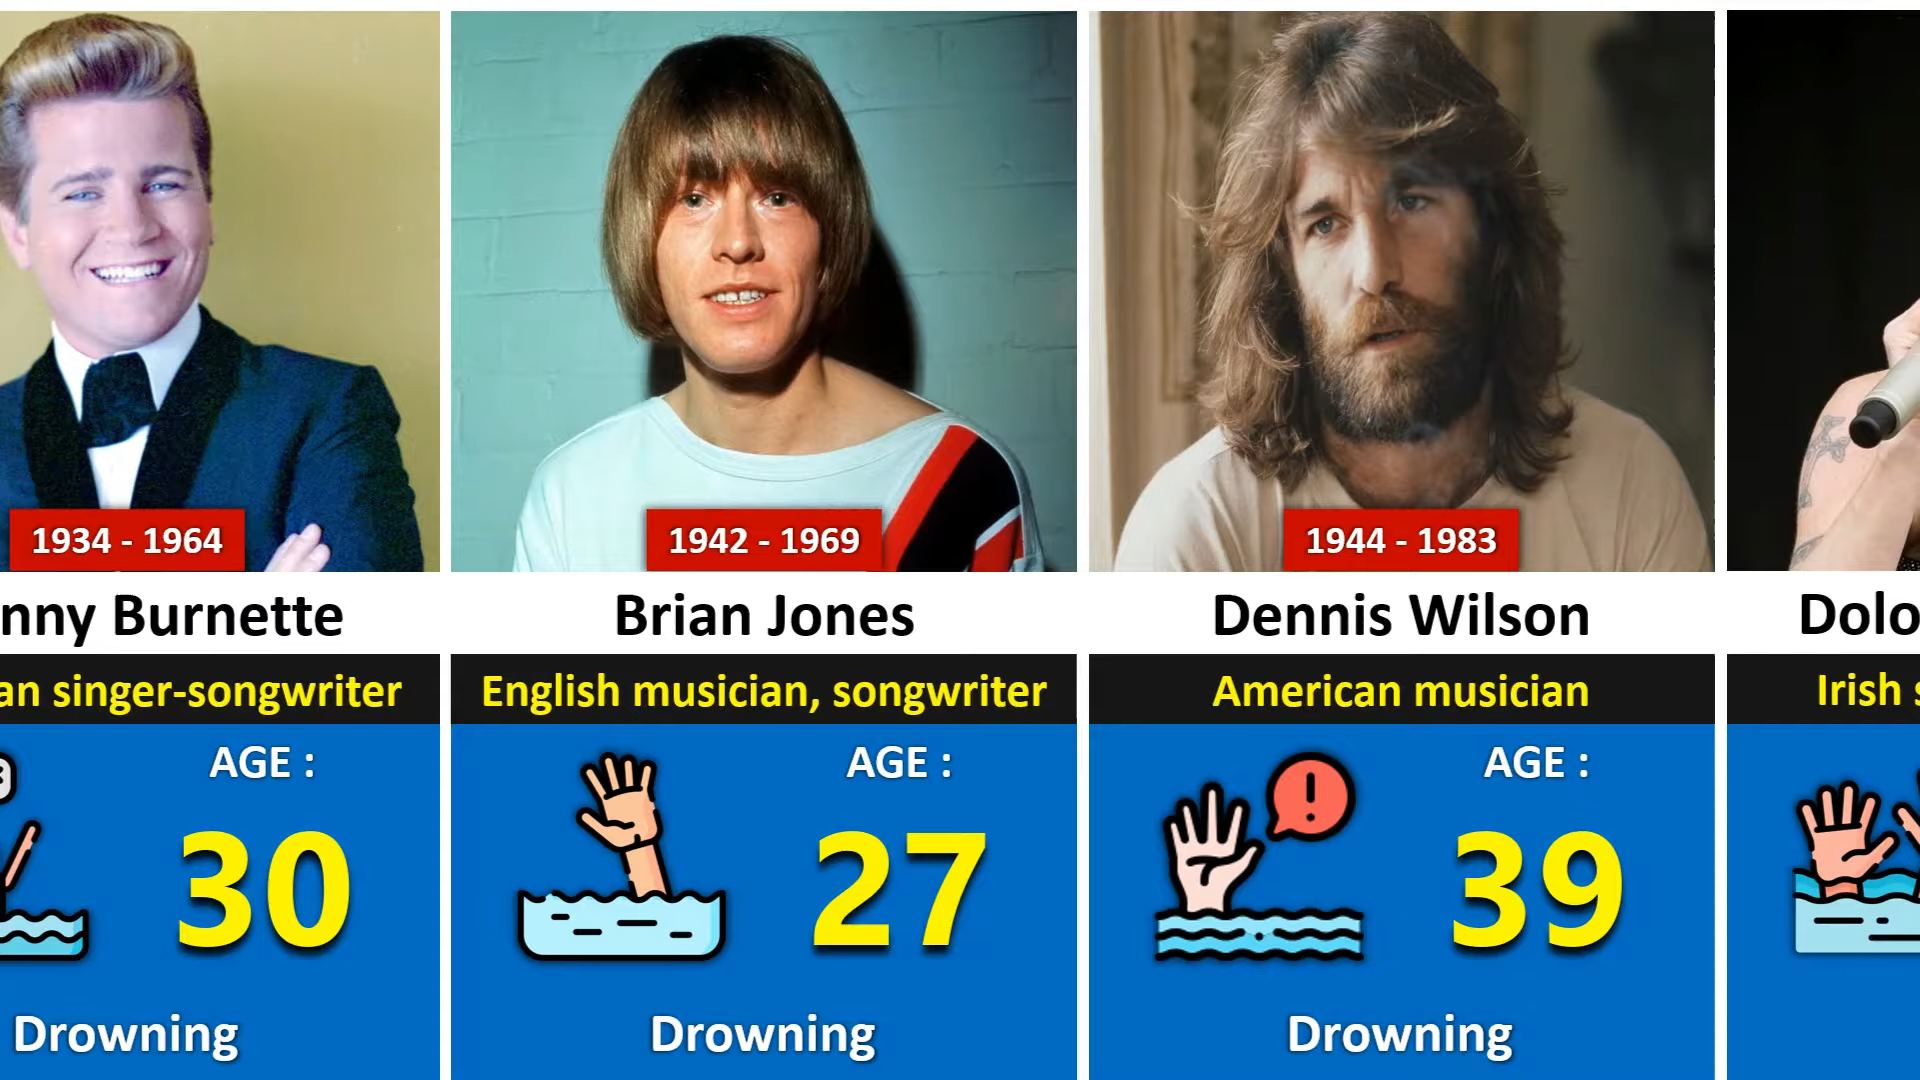 1934 - 1964
nny Burnette
an singer-songwriter
AGE :
30
Drowning
1942 - 1969
Brian Jones
English musician, songwriter
AGE :
27
Drowning
1944 - 1983
Dennis Wilson
American musician
AGE :
39
Drowning
Dolo
Irish s